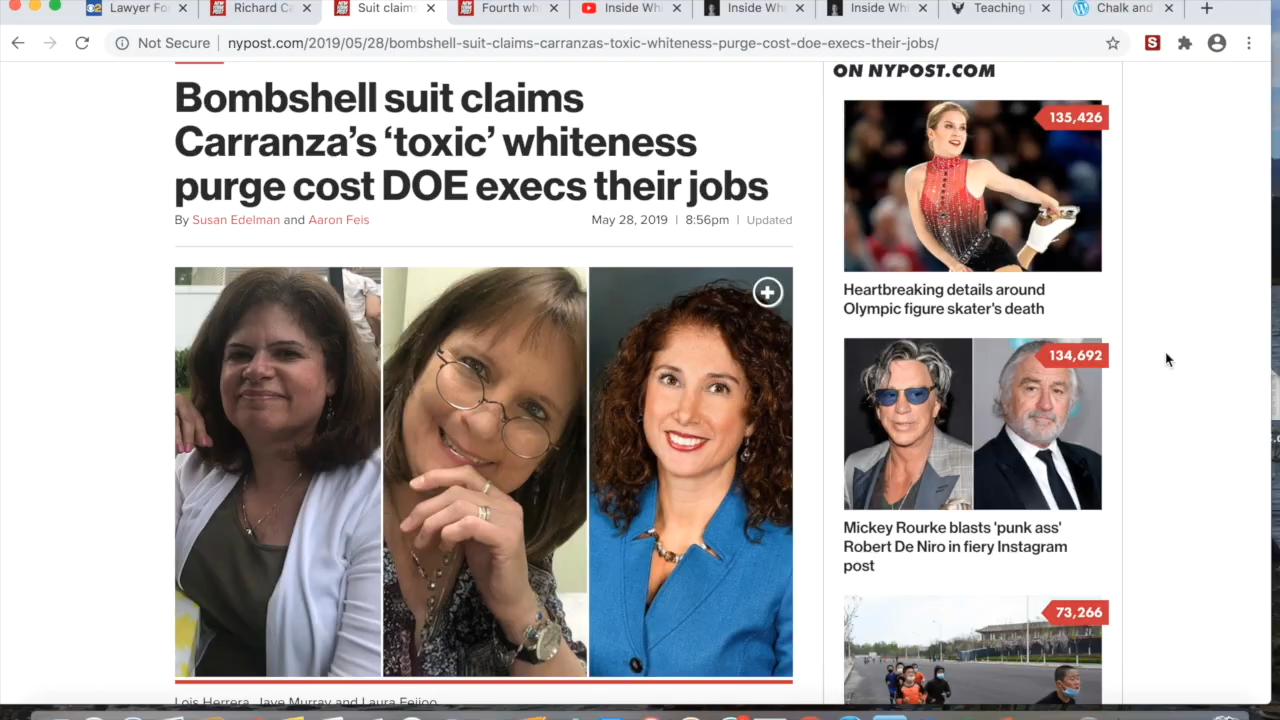 Lawyer Fo
Richard C
Suit claim
Fourth wh
Inside Wh
Inside Wh
Inside Wh
Teaching
Chalk and
Not Secure | nypost.com/2019/05/28/bombshell-suit-claims-carranzas-toxic-whiteness-purge-cost-doe-execs-their-jobs/
Bombshell suit claims
Carranza's 'toxic' whiteness
purge cost DOE execs their jobs
By Susan Edelman and Aaron Feis
May 28, 2019 | 8:56pm | Updated
Lois Herrera, Jaye Murray and Laura Feijoo
ON NYPOST.COM
135,426
Heartbreaking details around
Olympic figure skater's death
134,692
Mickey Rourke blasts 'punk ass'
Robert De Niro in fiery Instagram
post
73,266